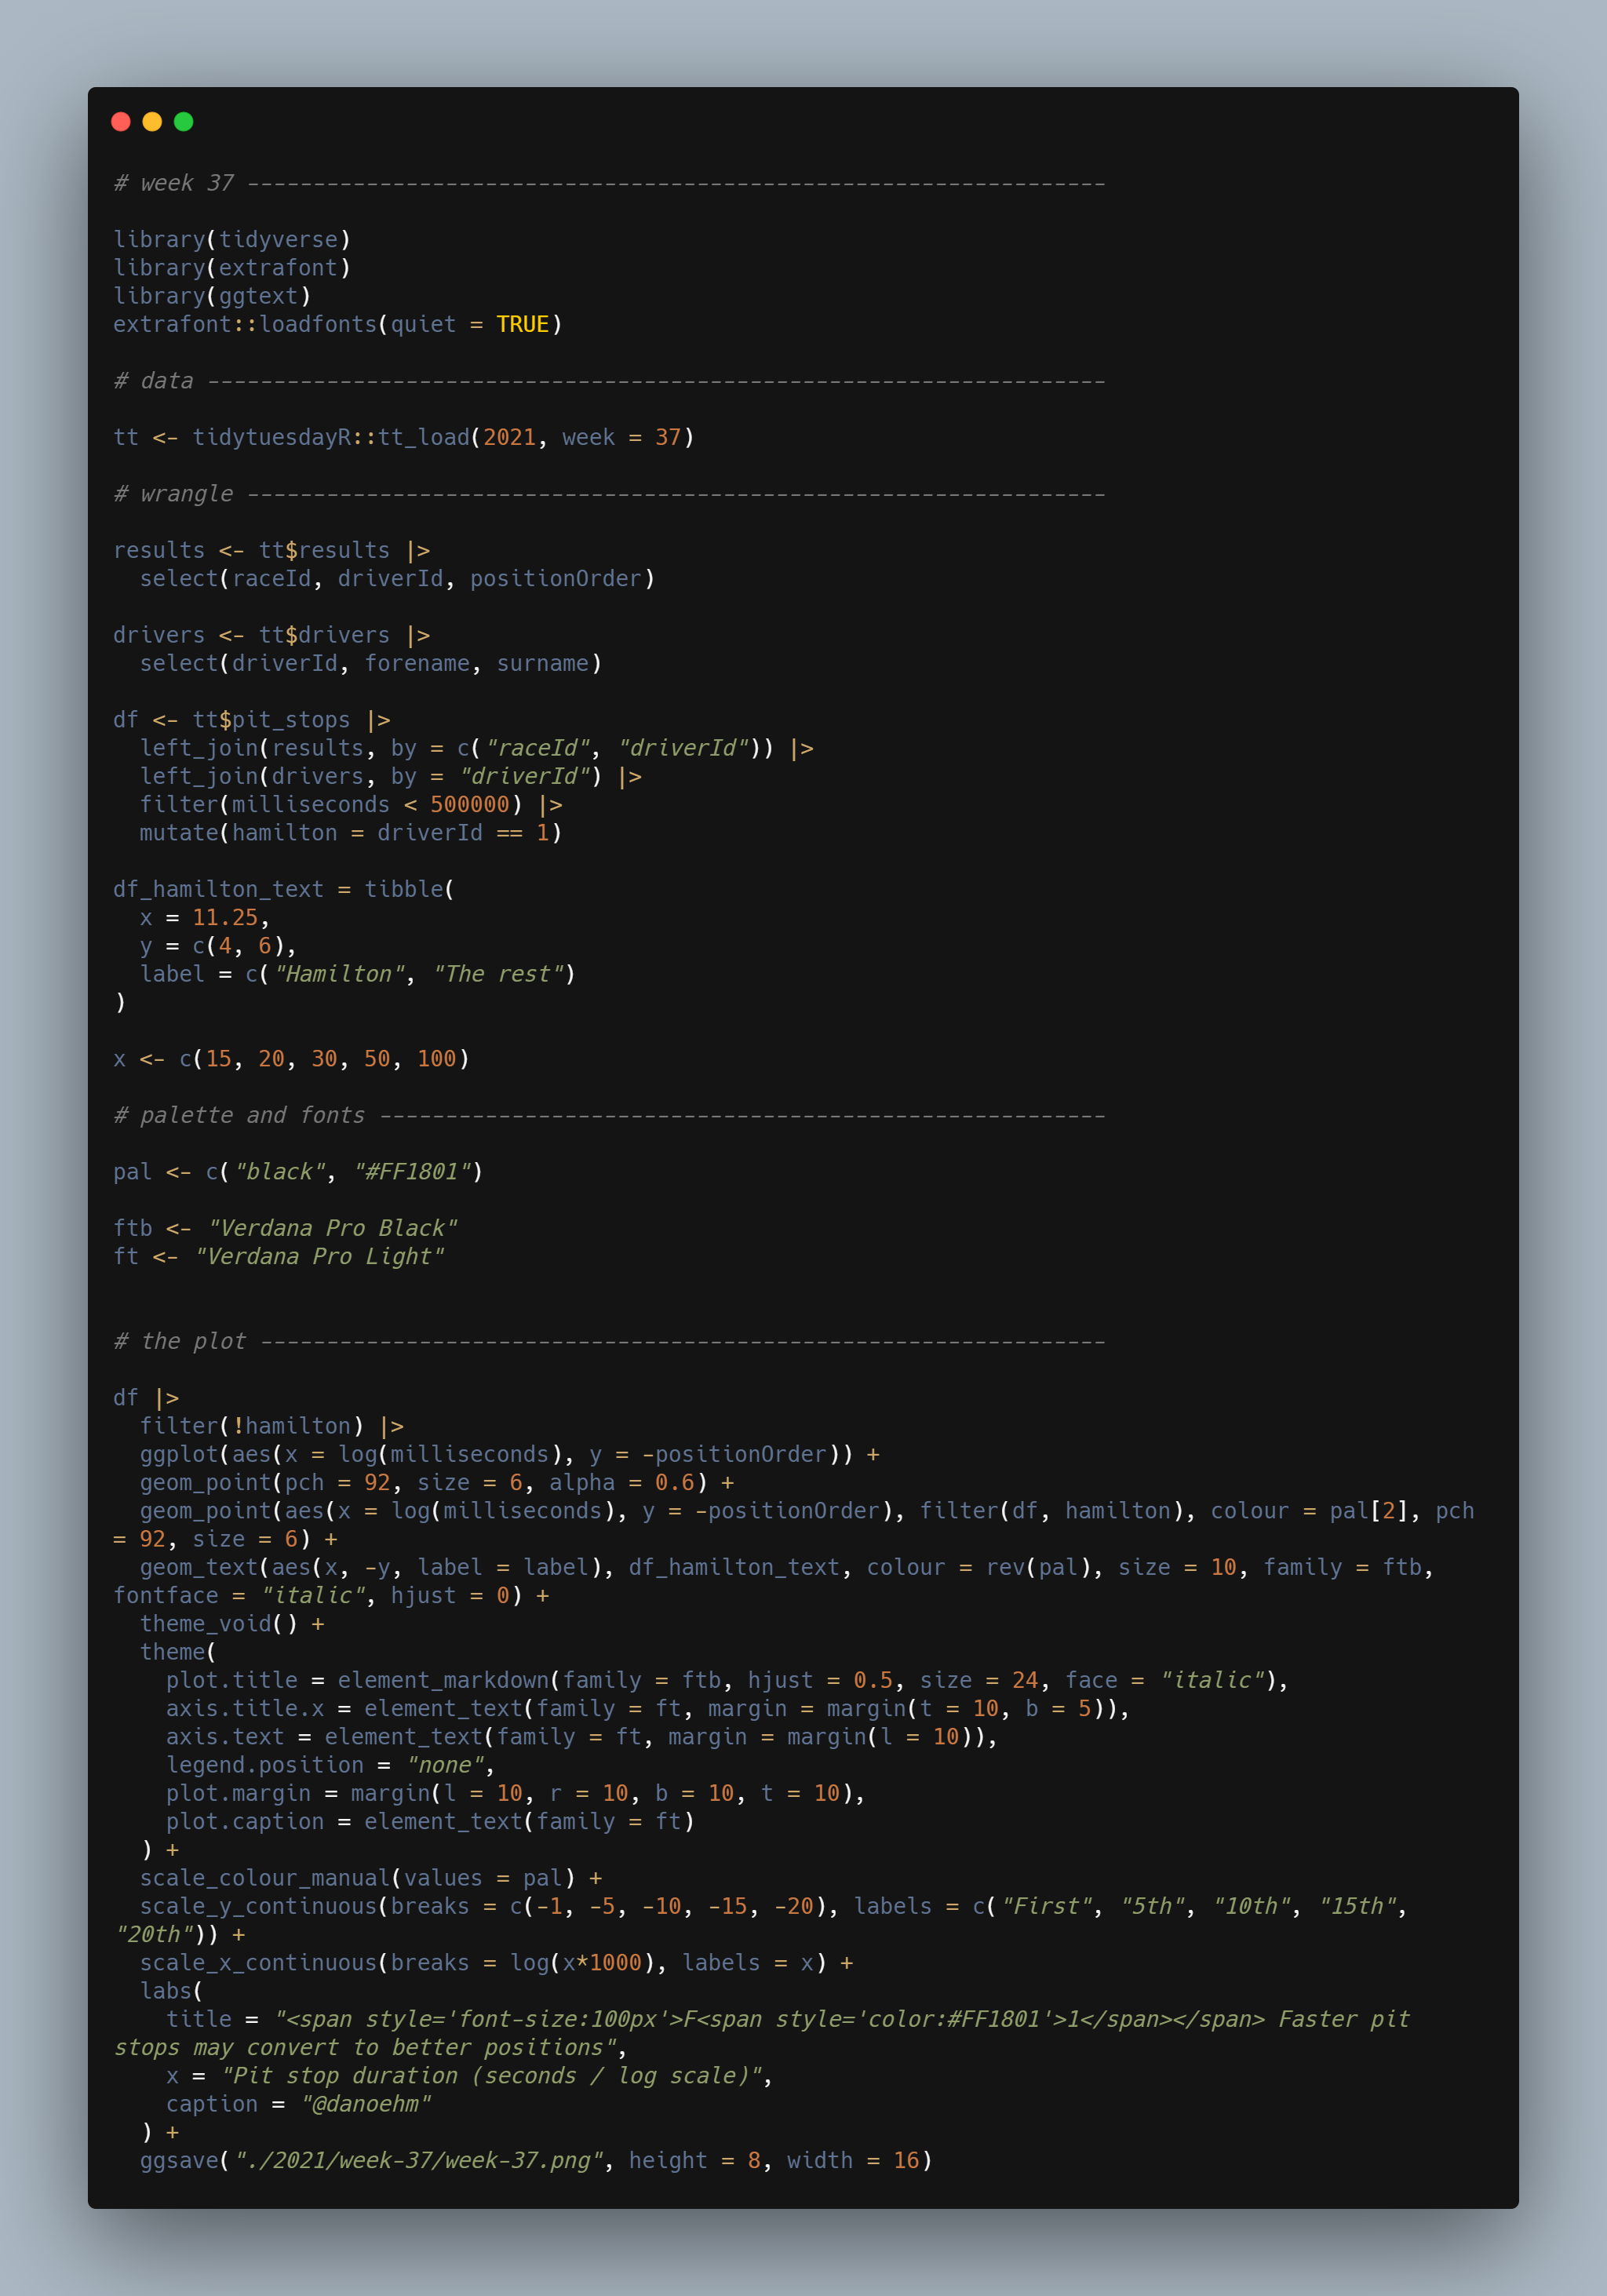 # week 37 -----------------------------------------------------------------
library(tidyverse)
library(extrafont)
library(ggtext)
extrafont::loadfonts(quiet = TRUE)
# data --------------------------------------------------------------------
tt <- tidytuesdayR::tt_load(2021, week = 37)
# wrangle -----------------------------------------------------------------
results <- tt$results |>
  select(raceId, driverId, positionOrder)
drivers <- tt$drivers |>
  select(driverId, forename, surname)
df <- tt$pit_stops |>
  left_join(results, by = c("raceId", "driverId")) |>
  left_join(drivers, by = "driverId") |>
  filter(milliseconds < 500000) |>
  mutate(hamilton = driverId == 1)
df_hamilton_text = tibble(
  x = 11.25,
  y = c(4, 6),
  label = c("Hamilton", "The rest")
)
x <- c(15, 20, 30, 50, 100)
# palette and fonts -------------------------------------------------------
pal <- c("black", "#FF1801")
ftb <- "Verdana Pro Black"
ft <- "Verdana Pro Light"
# the plot ----------------------------------------------------------------
df |>
  filter(!hamilton) |>
  ggplot(aes(x = log(milliseconds), y = -positionOrder)) +
  geom_point(pch = 92, size = 6, alpha = 0.6) +
  geom_point(aes(x = log(milliseconds), y = -positionOrder), filter(df, hamilton), colour = pal[2], pch
= 92, size = 6) +
  geom_text(aes(x, -y, label = label), df_hamilton_text, colour = rev(pal), size = 10, family = ftb,
fontface = "italic", hjust = 0) +
  theme_void() +
  theme(
    plot.title = element_markdown(family = ftb, hjust = 0.5, size = 24, face = "italic"),
    axis.title.x = element_text(family = ft, margin = margin(t = 10, b = 5)),
    axis.text = element_text(family = ft, margin = margin(l = 10)),
    legend.position = "none",
    plot.margin = margin(l = 10, r = 10, b = 10, t = 10),
    plot.caption = element_text(family = ft)
  ) +
  scale_colour_manual(values = pal) +
  scale_y_continuous(breaks = c(-1, -5, -10, -15, -20), labels = c("First", "5th", "10th", "15th",
"20th")) +
  scale_x_continuous(breaks = log(x*1000), labels = x) +
  labs(
    title = "<span style='font-size:100px'>F<span style='color:#FF1801'>1</span></span> Faster pit
stops may convert to better positions",
    x = "Pit stop duration (seconds / log scale)",
    caption = "@danoehm"
  ) +
  ggsave("./2021/week-37/week-37.png", height = 8, width = 16)